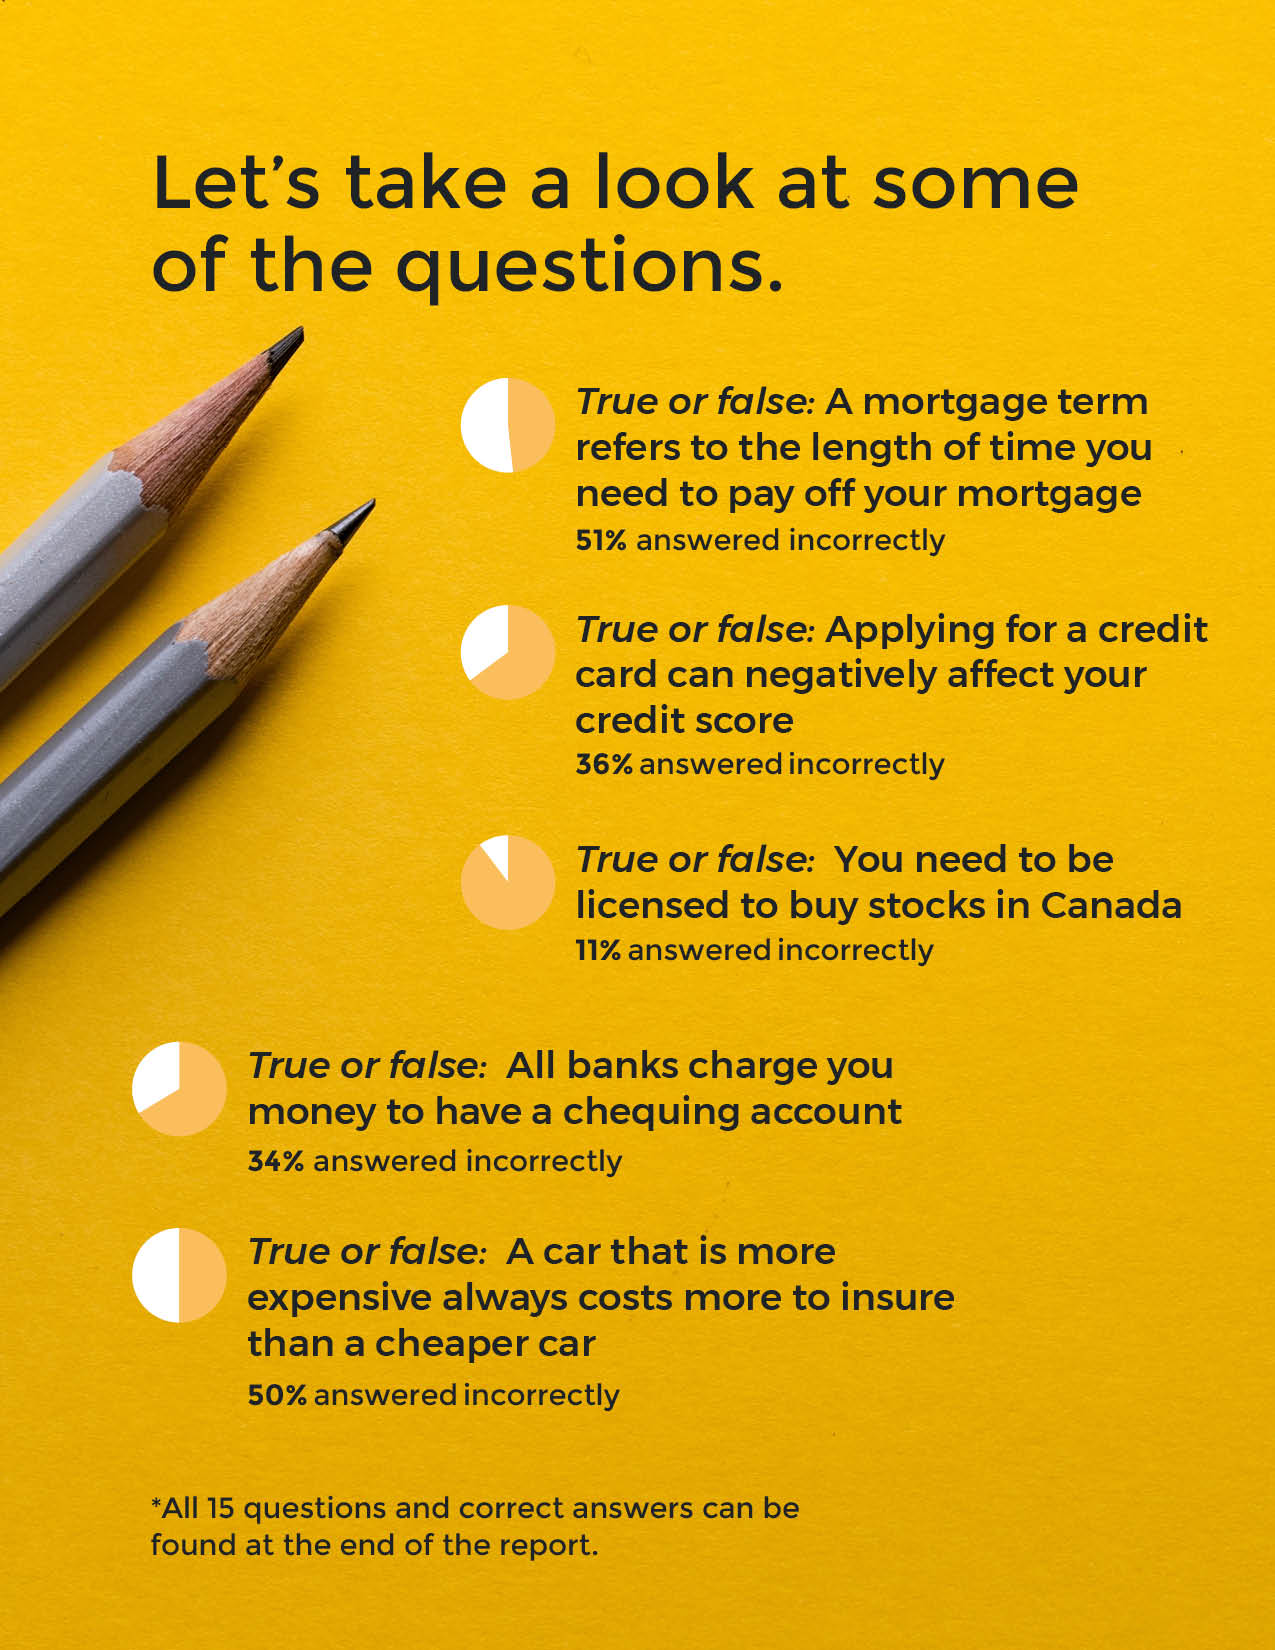 Let’s take a look at some
of the questions.
True or false: A mortgage term
refers to the length of time you
need to pay off your mortgage
51% answered incorrectly
True or false: Applying for a credit
card can negatively affect your
credit score
36% answered incorrectly
True or false: You need to be
licensed to buy stocks in Canada
11% answered incorrectly
True or false: All banks charge you
money to have a chequing account
34% answered incorrectly
True or false: A car that is more
expensive always costs more to insure
than a cheaper car
50% answered incorrectly
*All 15 questions and correct answers can be
found at the end of the report.